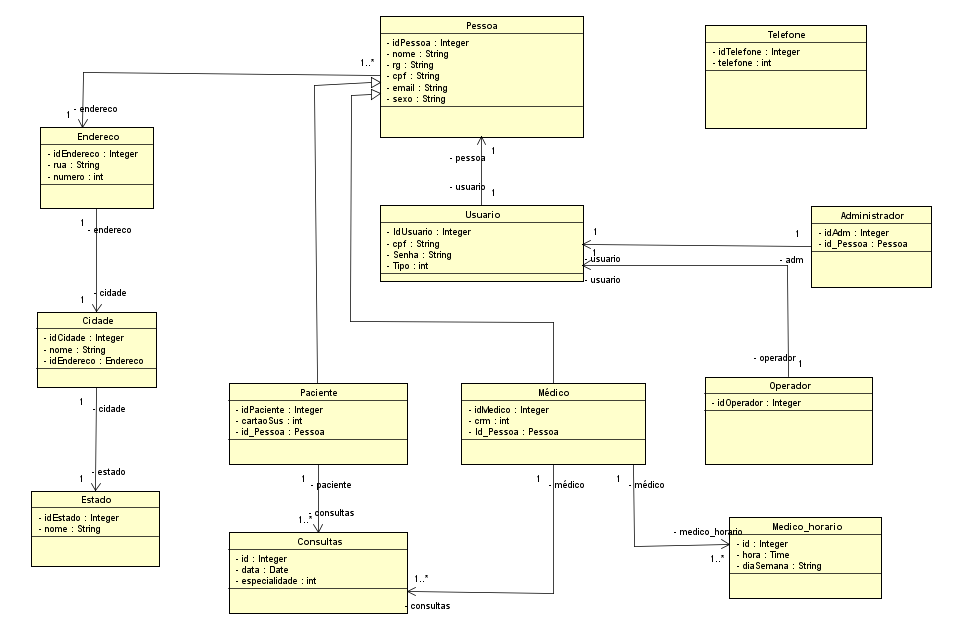 Pessoa
- idPessoa : Integer
- nome : String
- rg : String
- cpf : String
- email : String
- sexo : String
Telefone
- idTelefone : Integer
- telefone : int
1..*
- endereco
1
Endereco
- idEndereco : Integer
- rua : String
- numero : int
- pessoa
1
- usuario
1
Usuario
- IdUsuario : Integer
- cpf : String
- Senha : String
- Tipo : int
Administrador
- idAdm : Integer
- id_Pessoa : Pessoa
1
1
1
- usuario
- adm
- usuario
1
- endereco
- cidade
1
Cidade
- idCidade : Integer
- nome : String
- idEndereco : Endereco
- operador
1
Operador
- idOperador : Integer
Paciente
- idPaciente : Integer
- cartaoSus : int
- id_Pessoa : Pessoa
Médico
- idMedico : Integer
- crm : int
- Id_Pessoa : Pessoa
1
- cidade
- estado
1
Estado
- idEstado : Integer
- nome : String
1
- paciente
- consultas
1..*
1
- médico
1
- médico
Consultas
- id : Integer
- data : Date
- especialidade : int
1..*
- consultas
- medico_horario
1..*
Medico_horario
- id : Integer
- hora : Time
- diaSemana : String